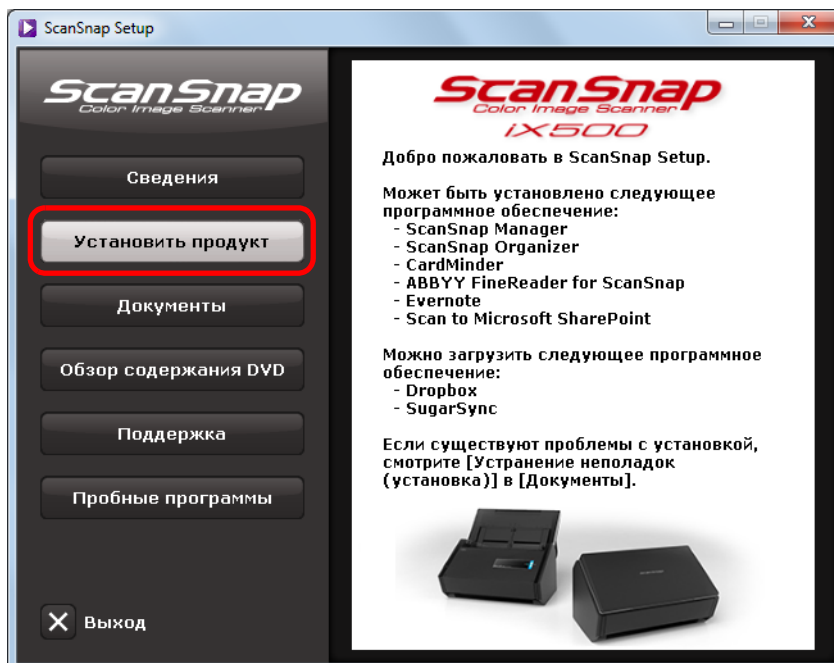 ScanSnap Setup
ScanSnap
Color Image Scanner
Сведения
Установить продукт
Документы
Обзор содержания DVD
Поддержка
Пробные программы
Выход
ScanSnap
Color Image Scanner
iX500
Добро пожаловать в ScanSnap Setup.
Может быть установлено следующее
программное обеспечение:
- ScanSnap Manager
- ScanSnap Organizer
- CardMinder
- ABBYY FineReader for ScanSnap
- Evernote
- Scan to Microsoft SharePoint
Можно загрузить следующее программное
обеспечение:
- Dropbox
- SugarSync
Если существуют проблемы с установкой,
смотрите [Устранение неполадок
(установка)] в [Документы].